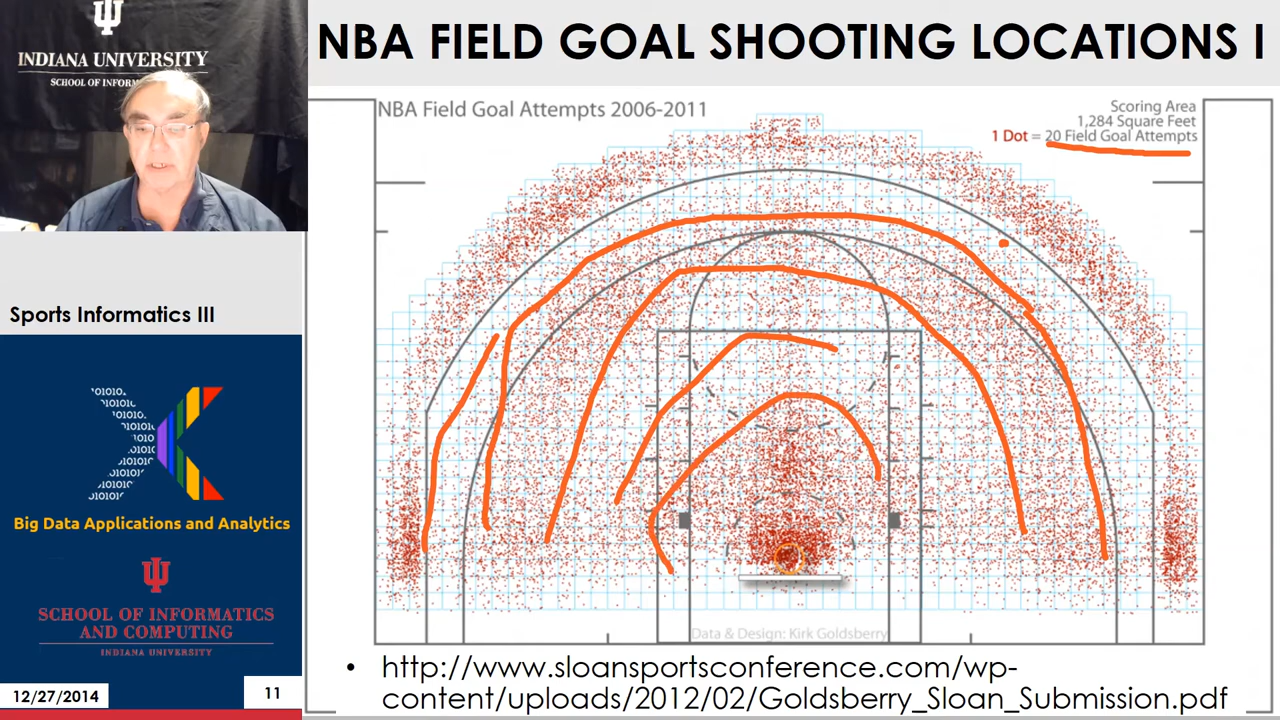 INDIANA UNIVERSITY
SCHOOL OF INFORM
NBA FIELD GOAL SHOOTING LOCATIONS I
NBA Field Goal Attempts 2006-2011
Scoring Area
1,284 Square Feet
1 Dot = 20 Field Goal Attempts
Sports Informatics III
Big Data Applications and Analytics
SCHOOL OF INFORMATICS
AND COMPUTING
INDIANA UNIVERSITY
Data & Design: Kirk Goldsberry
• http://www.sloansportsconference.com/wp-
content/uploads/2012/02/Goldsberry_Sloan_Submission.pdf
12/27/2014
11